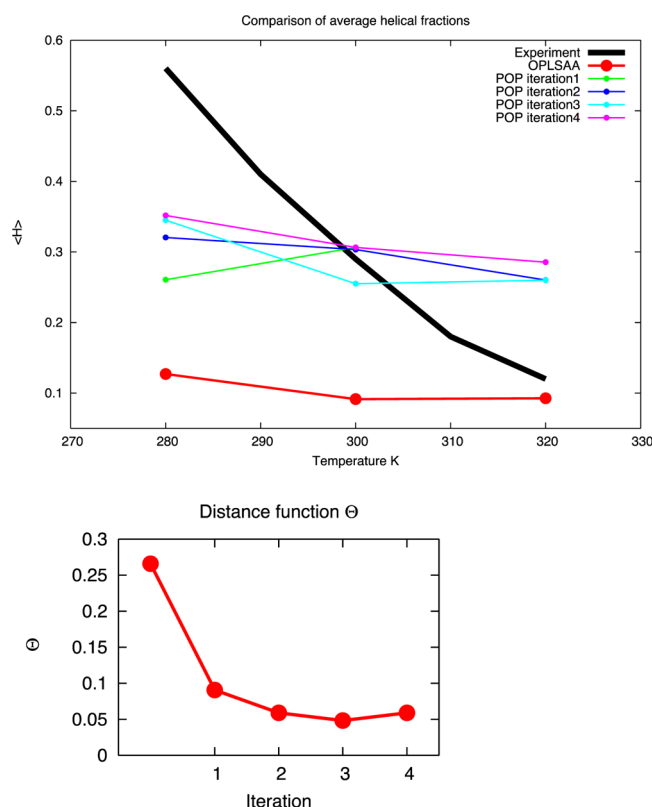 Comparison of average helical fractions
0.6
0.5
0.4
0.3
0.2
0.1
<H>
Experiment
OPLSAA
POP iteration1
POP iteration2
POP iteration3
POP iteration4
270 280 290 300 310 320 330
Temperature K
Distance function Θ
0.3
0.25
0.2
0.15
0.1
0.05
0
Θ
1 2 3 4
Iteration